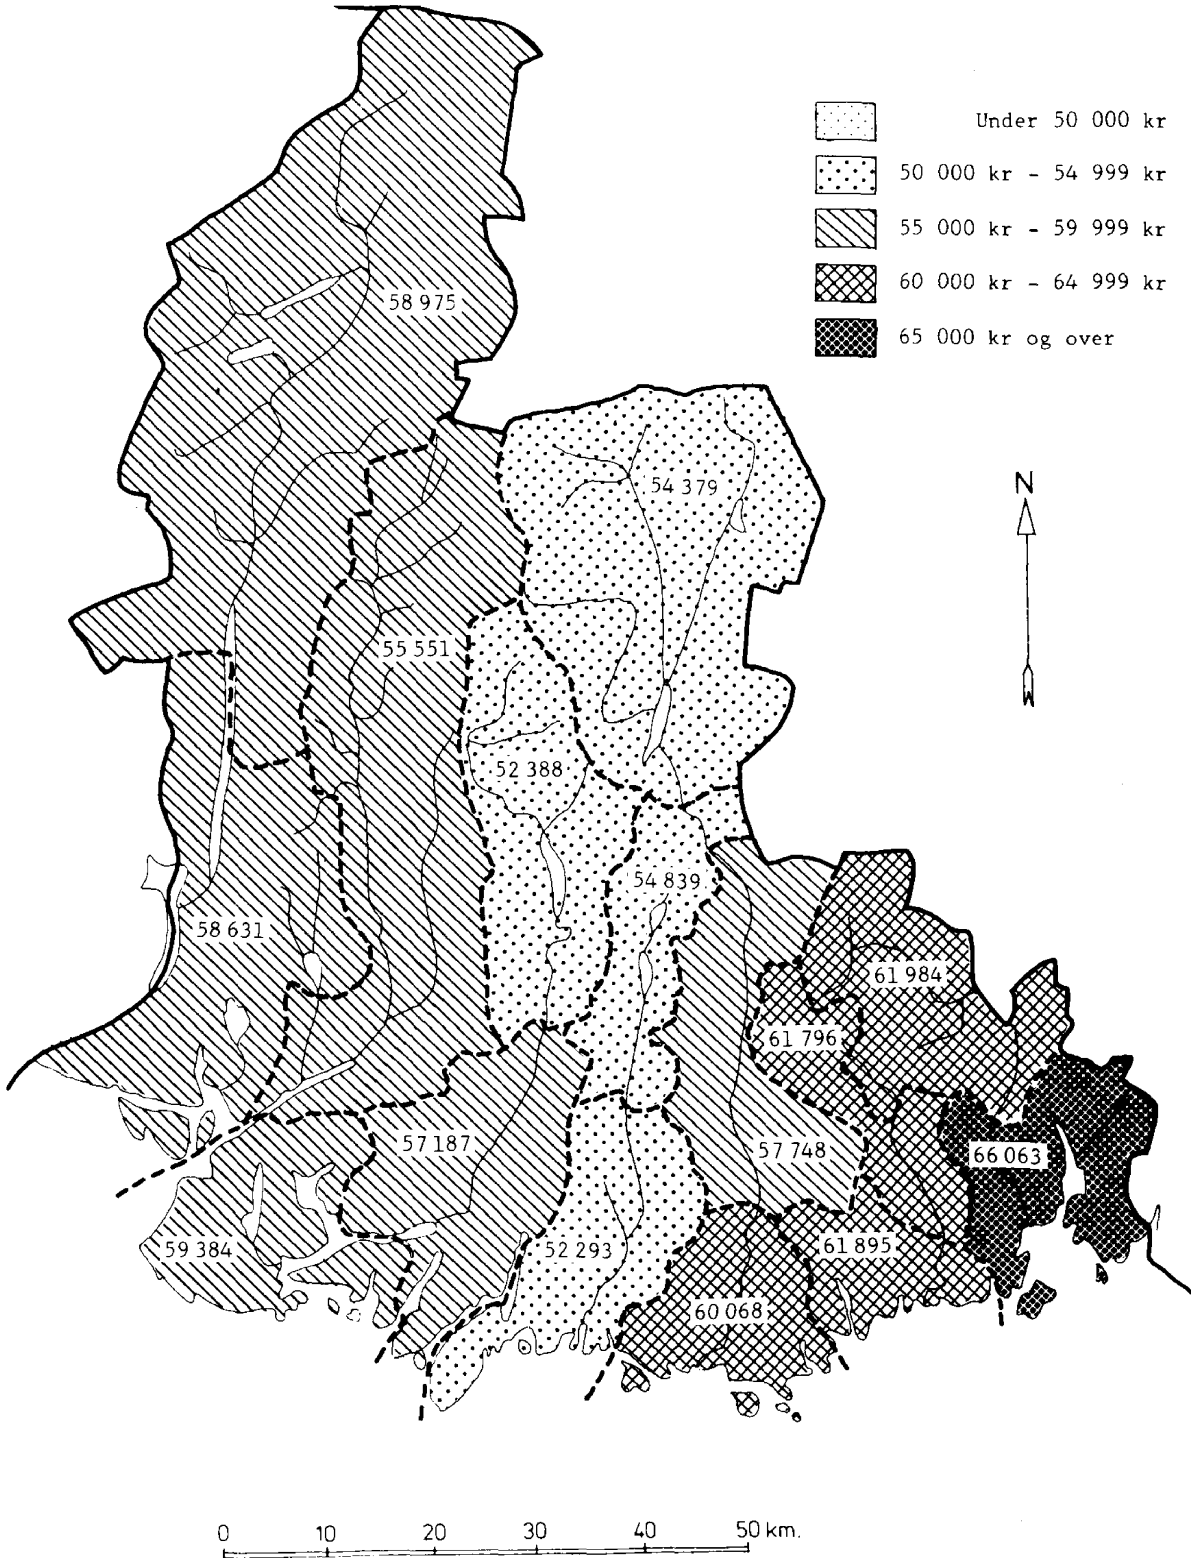 Under 50 000 kr
50 000 kr - 54 999 kr
55 000 kr - 59 999 kr
60 000 kr - 64 999 kr
65 000 kr og over
N
58 975
54 379
55 551
52 388
54 839
58 631
61 984
61 796
57 187
57 748
66 063
59 384
52 293
61 895
60 068
0 10 20 30 40 50 km.